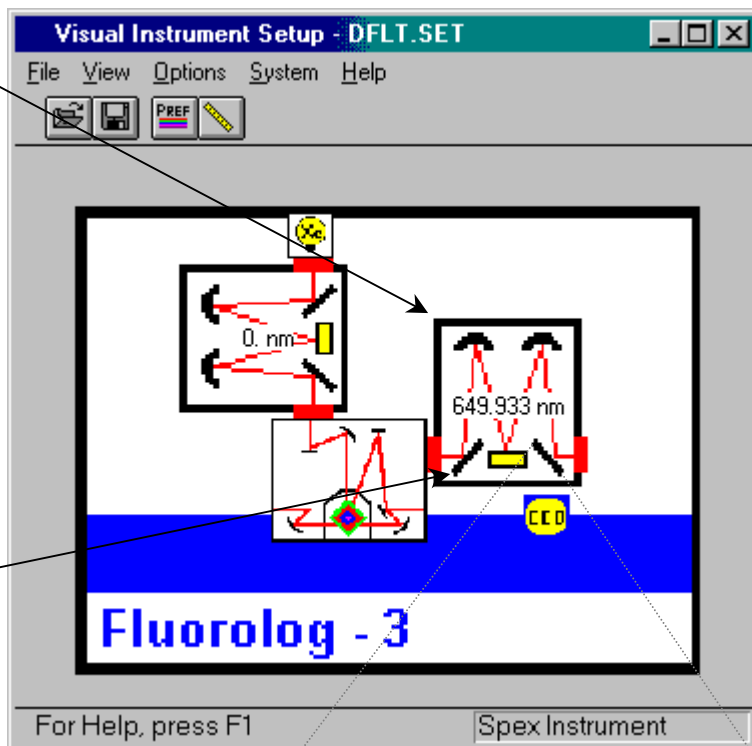 Visual Instrument Setup - DFLT.SET
File View Options System Help
PREF
Xe
0. nm
649.933 nm
CCD
Fluorolog - 3
For Help, press F1
Spex Instrument